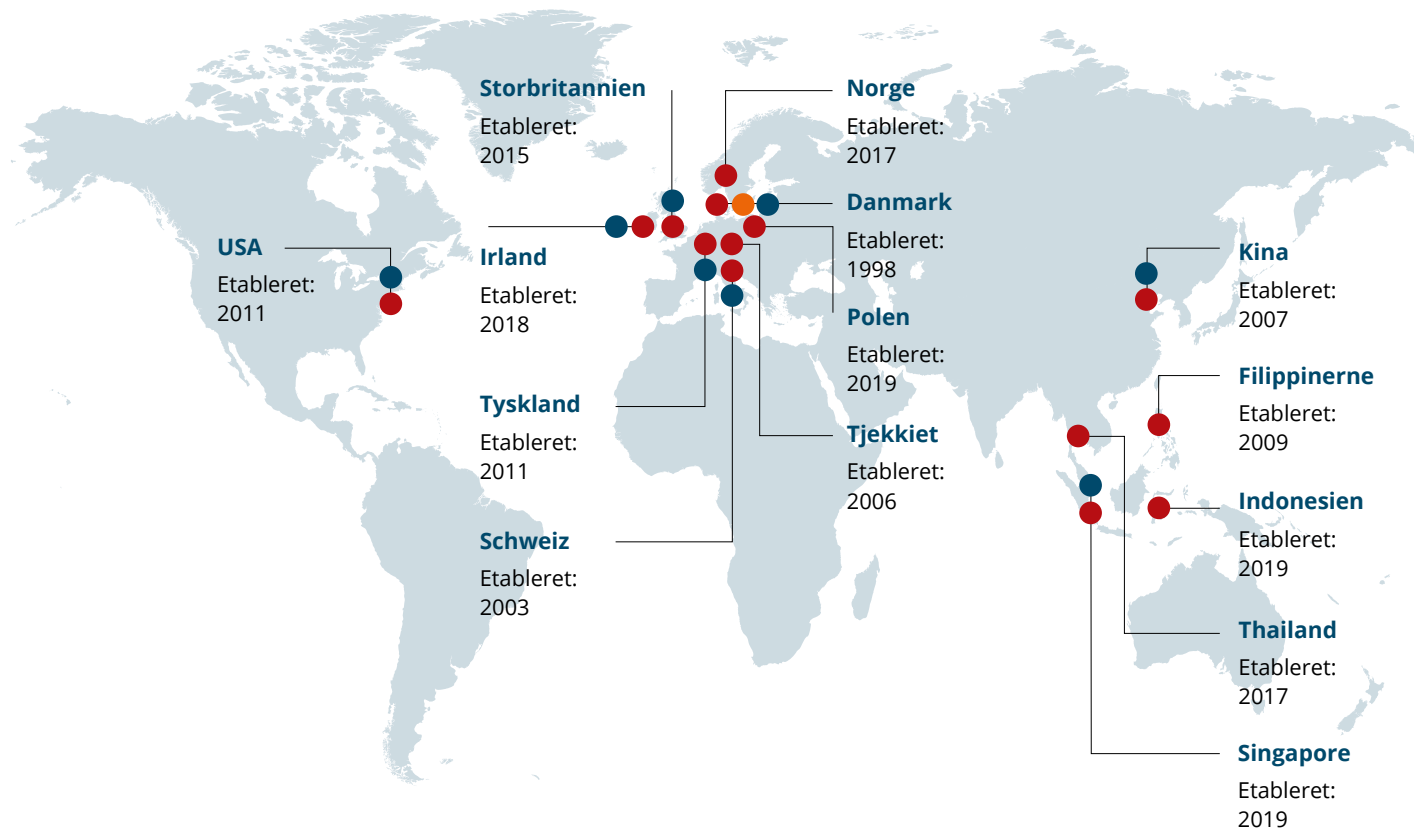 Storbritannien
Etableret:
2015
Norge
Etableret:
2017
Danmark
Etableret:
1998
USA
Etableret:
2011
Irland
Etableret:
2018
Polen
Etableret:
2019
Tyskland
Etableret:
2011
Tjekkiet
Etableret:
2006
Schweiz
Etableret:
2003
Kina
Etableret:
2007
Filippinerne
Etableret:
2009
Indonesien
Etableret:
2019
Thailand
Etableret:
2017
Singapore
Etableret:
2019